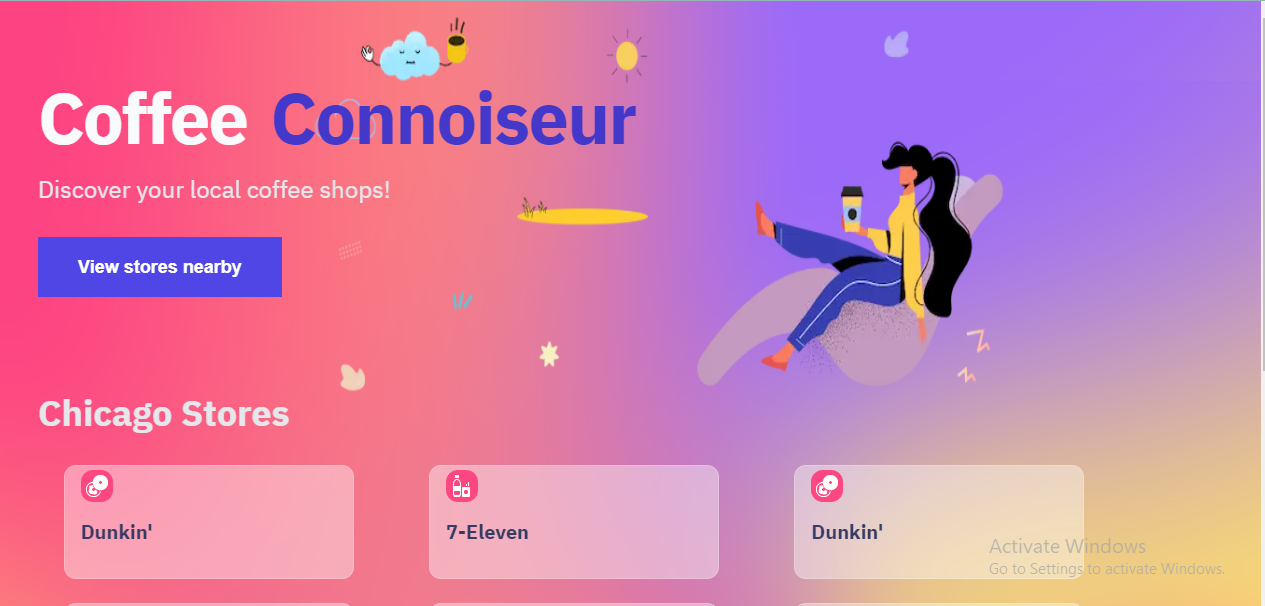 Coffee Connoiseur
Discover your local coffee shops!
View stores nearby
Chicago Stores
Dunkin'
7-Eleven
Dunkin'
Activate Windows
Go to Settings to activate Windows.